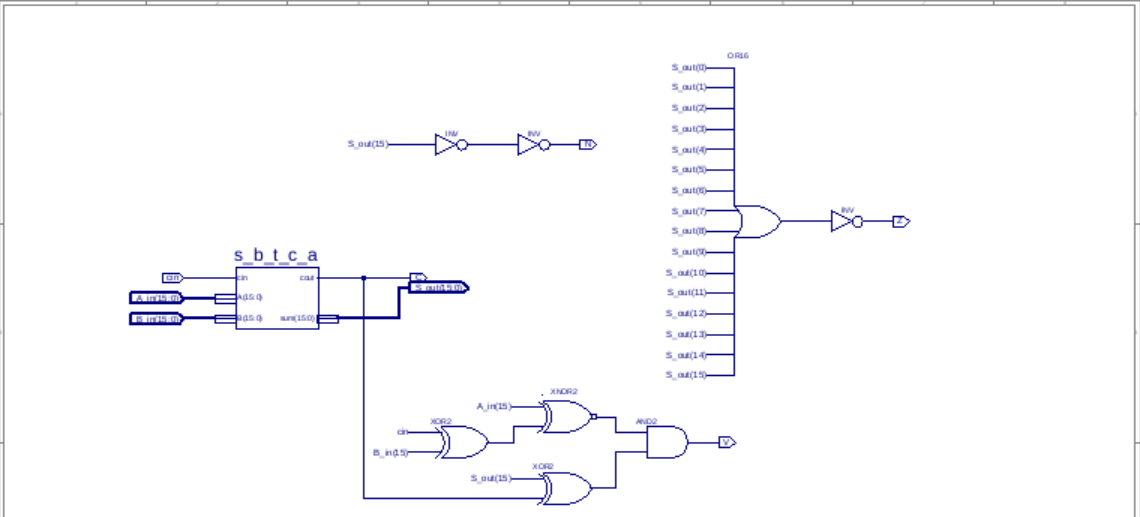 OR16
S_out(0)
S_out(1)
S_out(2)
S_out(3)
S_out(4)
S_out(5)
S_out(6)
S_out(7)
S_out(8)
S_out(9)
S_out(10)
S_out(11)
S_out(12)
S_out(13)
S_out(14)
S_out(15)
INV
Z
S_out(15)
INV
INV
N
s_b_t_c_a
cin
cin
cout
C
S_out(15:0)
A_in(15:0)
A(15:0)
B_in(15:0)
B(15:0)
sum(15:0)
XNOR2
A_in(15)
XOR2
cin
B_in(15)
AND2
V
XOR2
S_out(15)